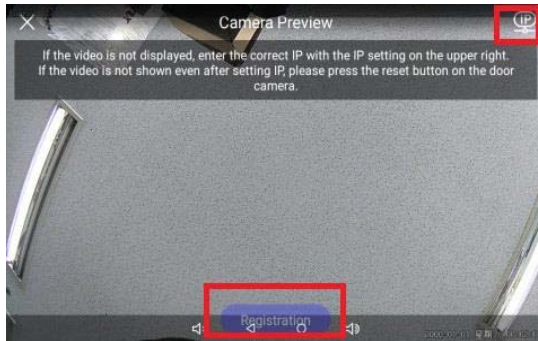 Camera Preview
IP
If the video is not displayed, enter the correct IP with the IP setting on the upper right.
If the video is not shown even after setting IP, please press the reset button on the door
camera.
Registration